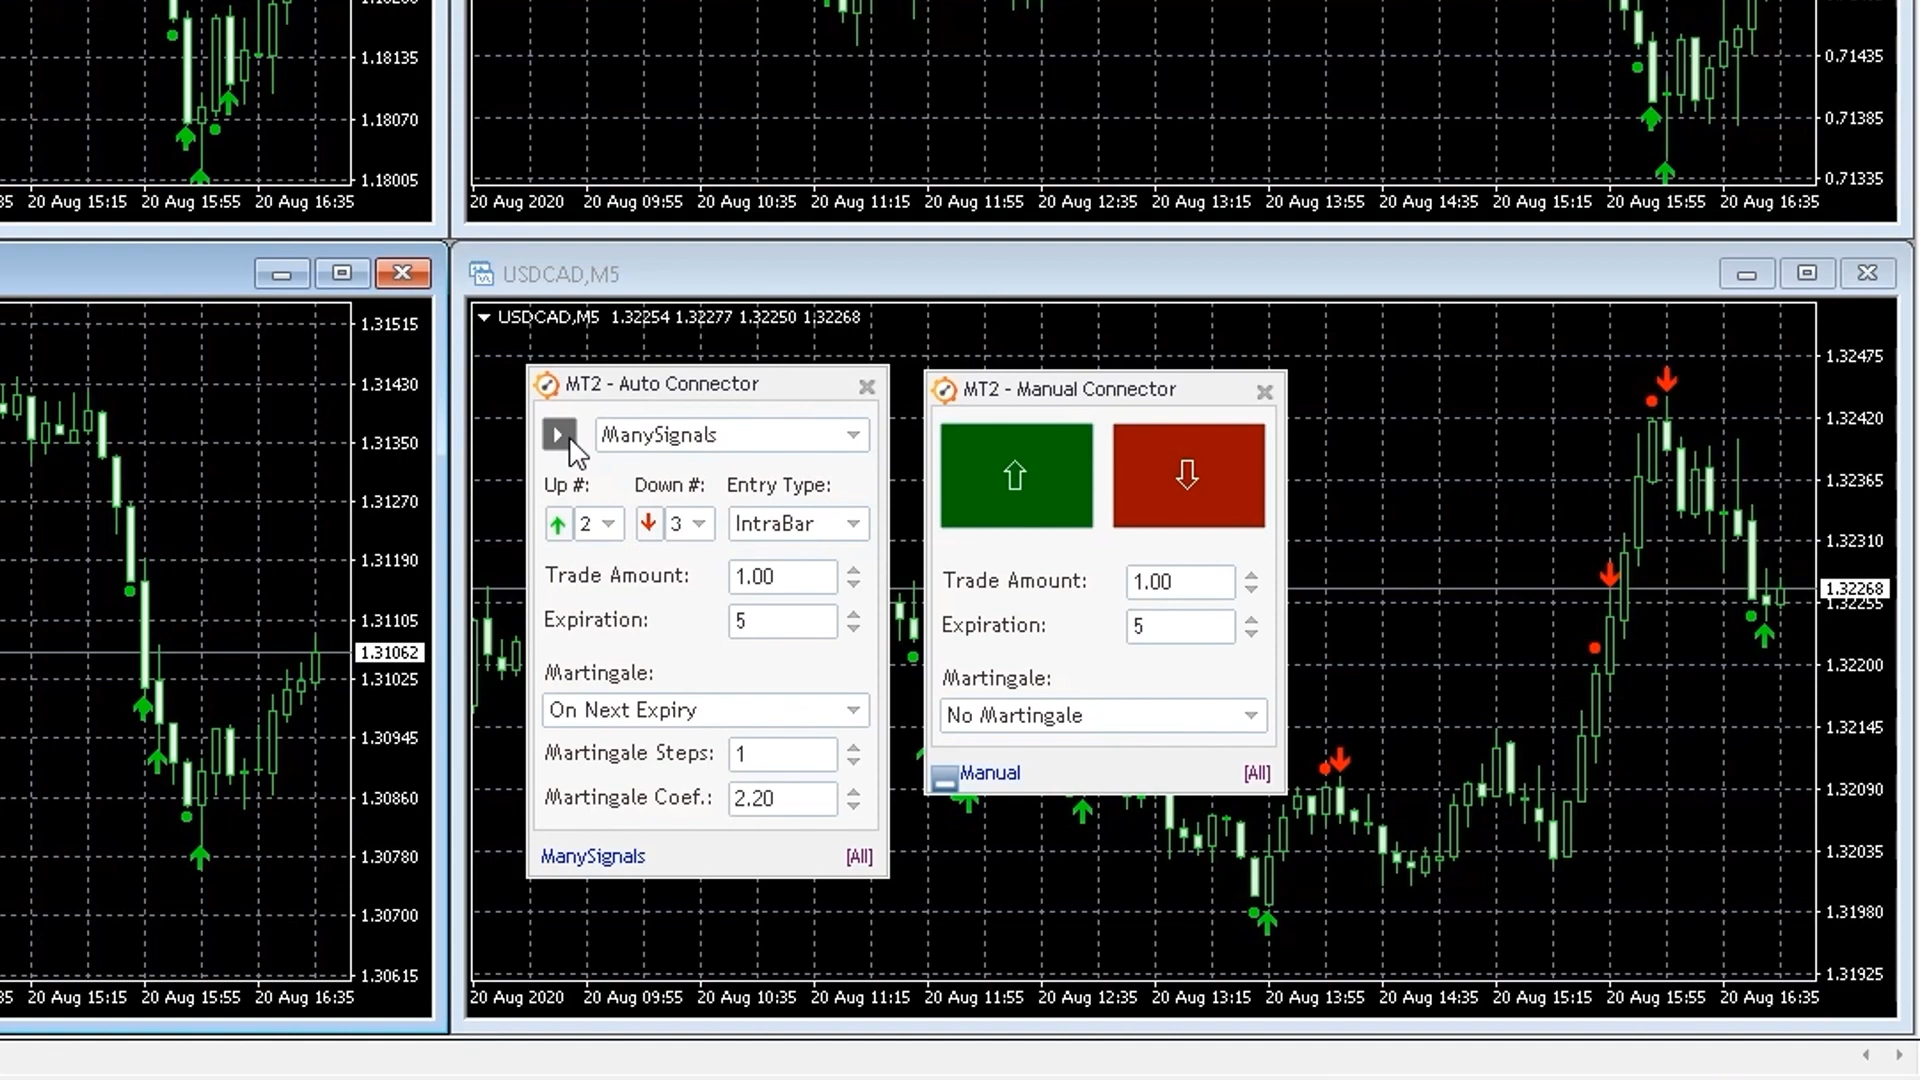 1.18135
1.18070
1.18005
20 Aug 15:15 20 Aug 15:55 20 Aug 16:35
0.71435
0.71385
0.71335
20 Aug 2020 20 Aug 09:55 20 Aug 10:35 20 Aug 11:15 20 Aug 11:55 20 Aug 12:35 20 Aug 13:15 20 Aug 13:55 20 Aug 14:35 20 Aug 15:15 20 Aug 15:55 20 Aug 16:35
1.31515
1.31430
1.31350
1.31270
1.31190
1.31105
1.31062
1.31025
1.30945
1.30860
1.30780
1.30700
1.30615
20 Aug 15:15 20 Aug 15:55 20 Aug 16:35
USDCAD,M5
USDCAD,M5 1.32254 1.32277 1.32250 1.32268
MT2 - Auto Connector
ManySignals
Up #: Down #: Entry Type:
2 3 IntraBar
Trade Amount: 1.00
Expiration: 5
Martingale:
On Next Expiry
Martingale Steps: 1
Martingale Coef.: 2.20
ManySignals [All]
MT2 - Manual Connector
Trade Amount: 1.00
Expiration: 5
Martingale:
No Martingale
Manual [All]
1.32475
1.32420
1.32365
1.32310
1.32268
1.32255
1.32200
1.32145
1.32090
1.32035
1.31980
1.31925
20 Aug 2020 20 Aug 09:55 20 Aug 10:35 20 Aug 11:15 20 Aug 11:55 20 Aug 12:35 20 Aug 13:15 20 Aug 13:55 20 Aug 14:35 20 Aug 15:15 20 Aug 15:55 20 Aug 16:35